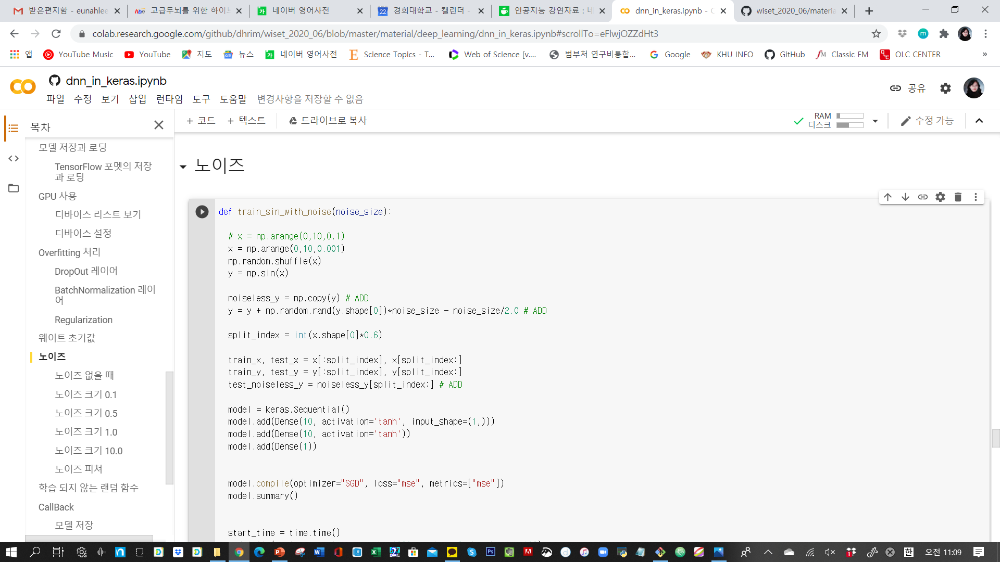 받은편지함 - eunahlee
hbn 고급두뇌를 위한 하이브
네이버 영어사전
22 경희대학교 - 캘린더 -
인공지능 강연자료 : 네
dnn_in_keras.ipynb - C
wiset_2020_06/materia
colab.research.google.com/github/dhrim/wiset_2020_06/blob/master/material/deep_learning/dnn_in_keras.ipynb#scrollTo=eFlwjOZZdHt3
앱 YouTube Music YouTube 지도 뉴스 네이버 영어사전 Science Topics - T... Web of Science [v.... 범부처 연구비통합... Google KHU INFO GitHub Classic FM OLC CENTER »
dnn_in_keras.ipynb
파일 수정 보기 삽입 런타임 도구 도움말 변경사항을 저장할 수 없음
공유
+ 코드 + 텍스트 드라이브로 복사
RAM
디스크
수정 가능
목차
모델 저장과 로딩
TensorFlow 포멧의 저장
과 로딩
GPU 사용
디바이스 리스트 보기
디바이스 설정
Overfitting 처리
DropOut 레이어
BatchNormalization 레이
어
Regularization
웨이트 초기값
노이즈
노이즈 없을 때
노이즈 크기 0.1
노이즈 크기 0.5
노이즈 크기 1.0
노이즈 크기 10.0
노이즈 피쳐
학습 되지 않는 랜덤 함수
CallBack
모델 저장
노이즈
def train_sin_with_noise(noise_size):
# x = np.arange(0,10,0.1)
x = np.arange(0,10,0.001)
np.random.shuffle(x)
y = np.sin(x)
noiseless_y = np.copy(y) # ADD
y = y + np.random.rand(y.shape[0])*noise_size - noise_size/2.0 # ADD
split_index = int(x.shape[0]*0.6)
train_x, test_x = x[:split_index], x[split_index:]
train_y, test_y = y[:split_index], y[split_index:]
test_noiseless_y = noiseless_y[split_index:] # ADD
model = keras.Sequential()
model.add(Dense(10, activation='tanh', input_shape=(1,)))
model.add(Dense(10, activation='tanh'))
model.add(Dense(1))
model.compile(optimizer="SGD", loss="mse", metrics=["mse"])
model.summary()
start_time = time.time()
한 오전 11:09